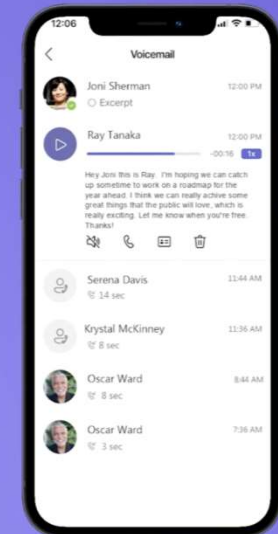 12:06
Voicemail
Joni Sherman 12:00 PM
Excerpt
Ray Tanaka 12:00 PM
-00:16 1x
Hey Joni this is Ray. I'm hoping we can catch
up sometime to work on a roadmap for the
year ahead. I think we can really achive some
great things that the public will love, which is
really exciting. Let me know when you're free.
Thanks!
Serena Davis 11:44 AM
14 sec
Krystal McKinney 11:36 AM
8 sec
Oscar Ward 8:44 AM
8 sec
Oscar Ward 7:36 AM
3 sec